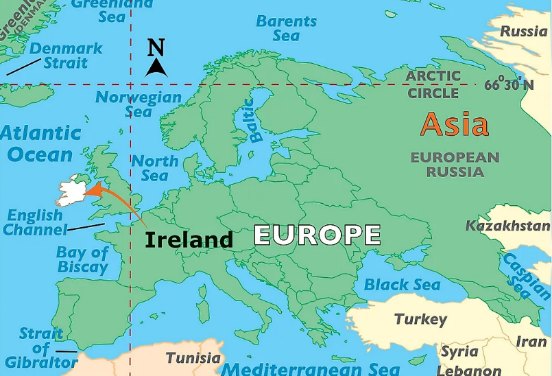 Greenland
Sea
Greenland
(DENMARK)
Denmark
Strait
Barents
Sea
Russia
N
ARCTIC
CIRCLE
66°30'N
Norwegian
Sea
Baltic
Asia
Atlantic
Ocean
North
Sea
EUROPEAN
RUSSIA
English
Channel
Ireland
EUROPE
Kazakhstan
Bay of
Biscay
Caspian
Sea
Black Sea
Turkey
Strait
of
Gibraltar
Tunisia
Mediterranean Sea
Syria
Lebanon
Iran